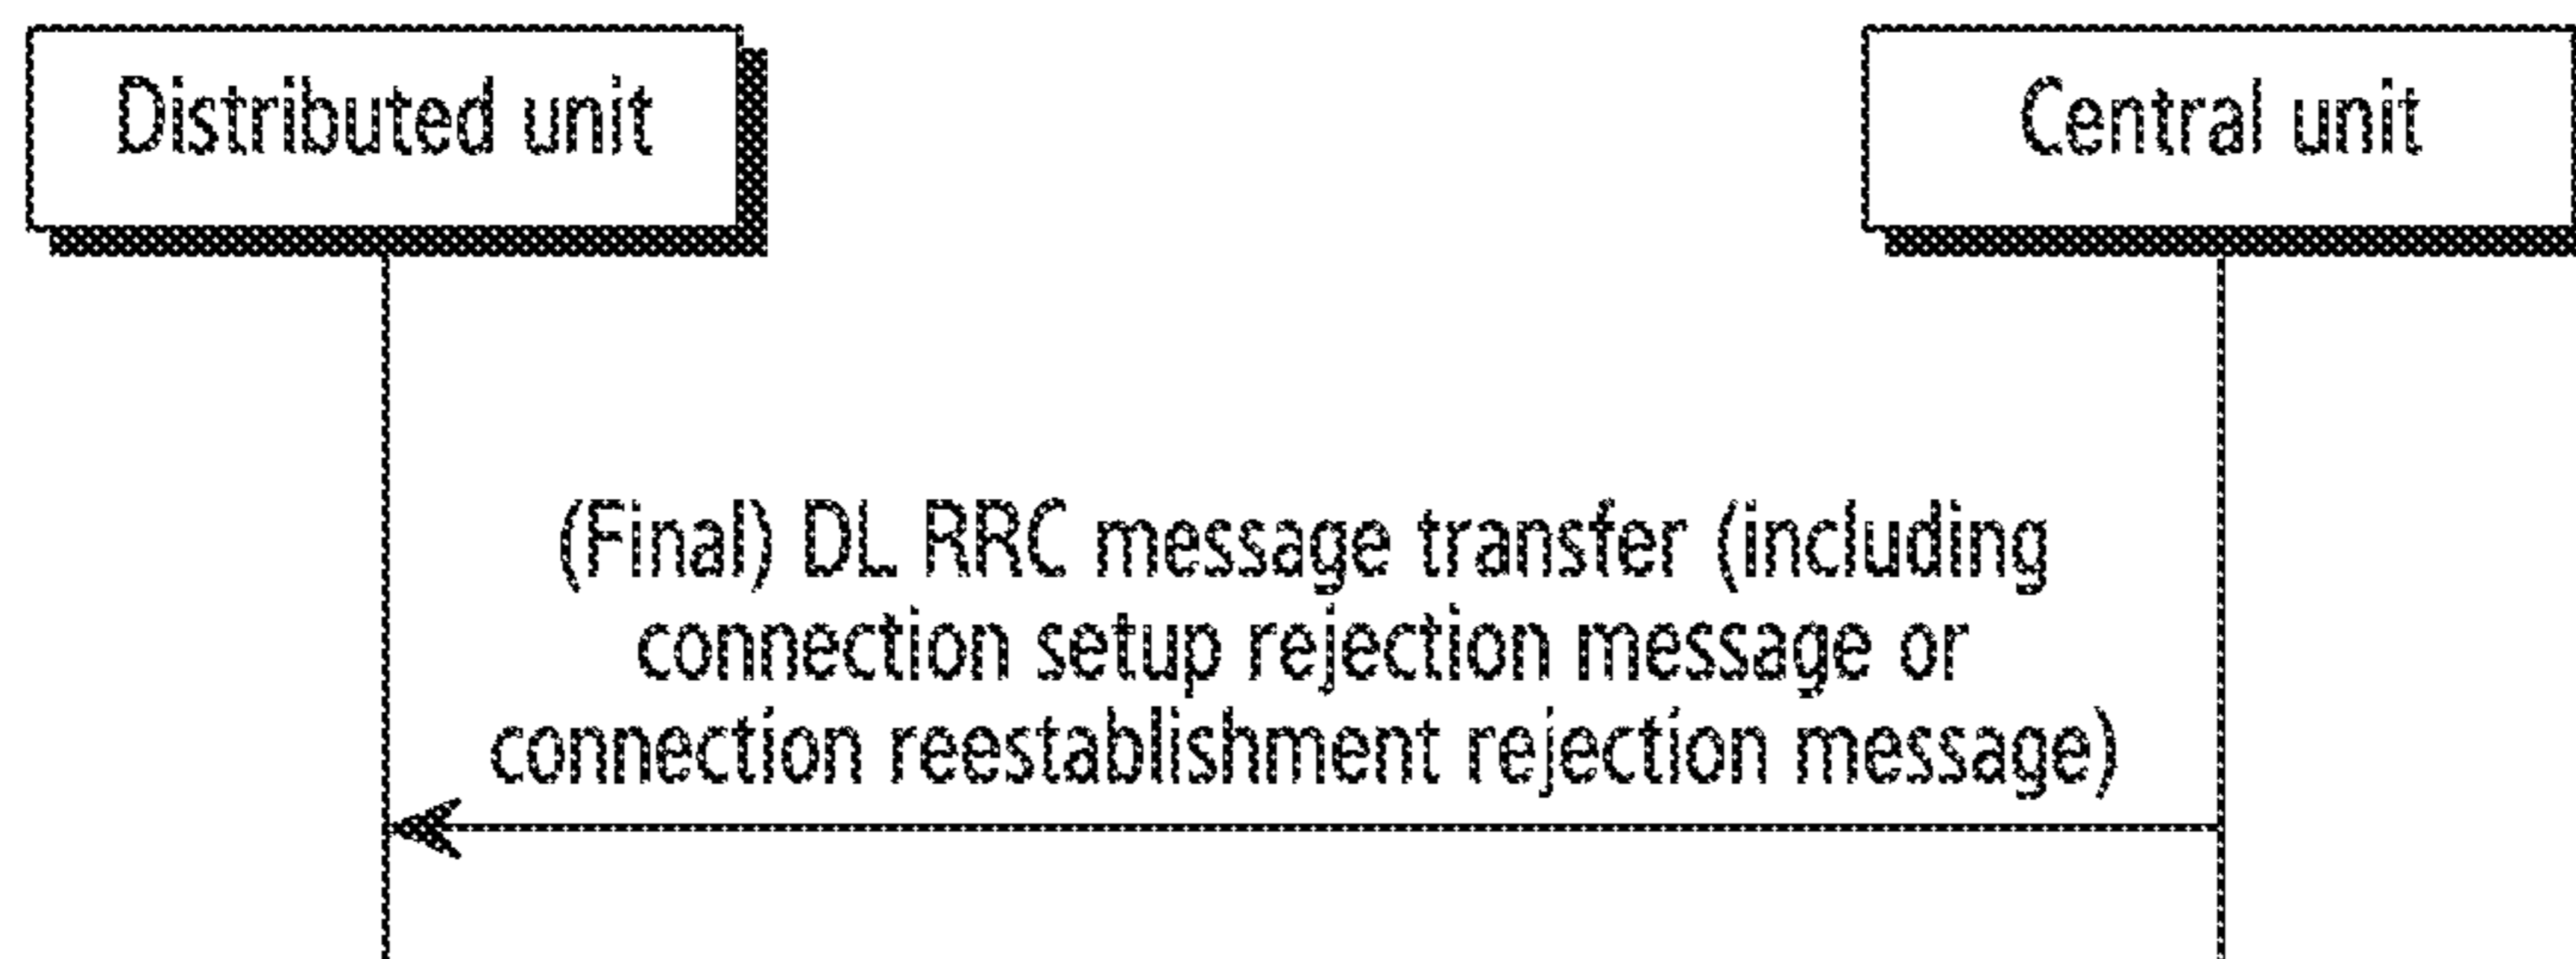 Distributed unit
Central unit
(Final) DL RRC message transfer (including
connection setup rejection message or
connection reestablishment rejection message)